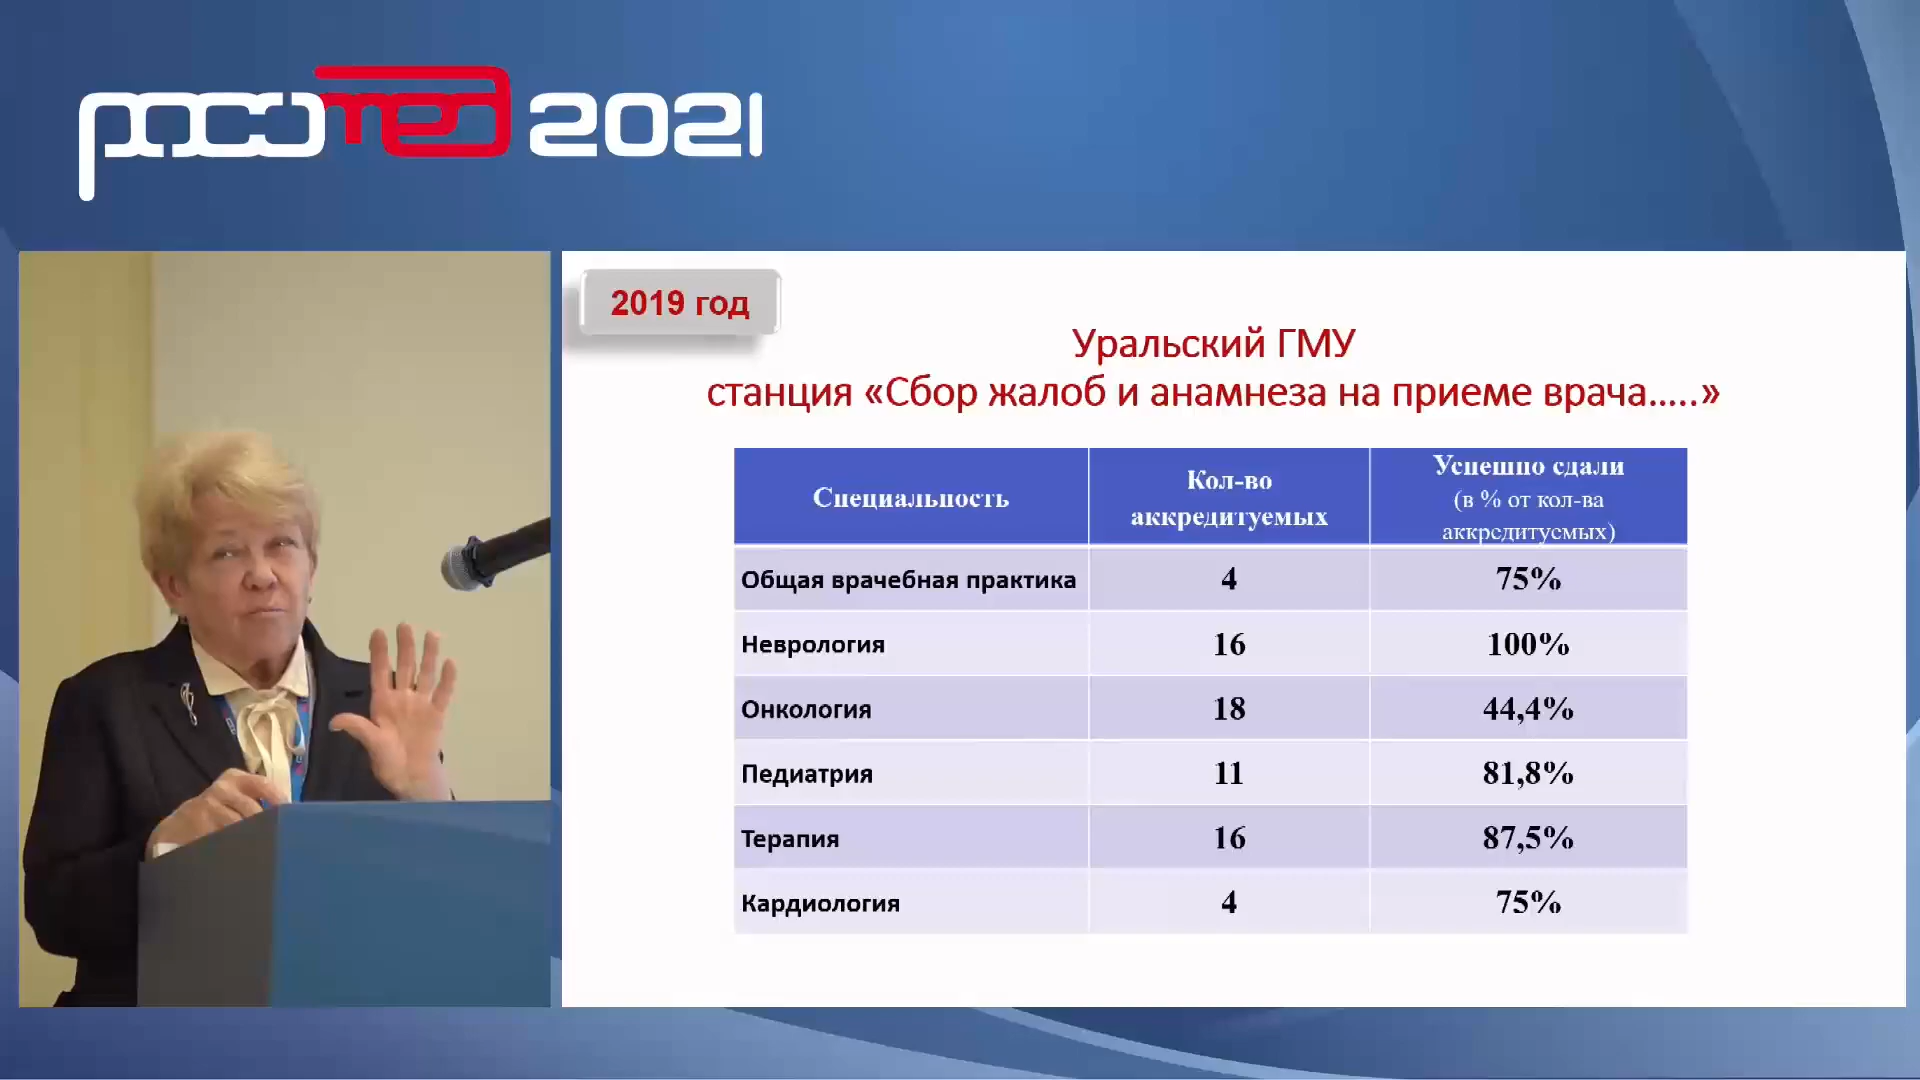 росомед 2021
2019 год
Уральский ГМУ
станция «Сбор жалоб и анамнеза на приеме врача.....»
Специальность
Кол-во
аккредитуемых
Успешно сдали
(в % от кол-ва
аккредитуемых)
Общая врачебная практика 4 75%
Неврология 16 100%
Онкология 18 44,4%
Педиатрия 11 81,8%
Терапия 16 87,5%
Кардиология 4 75%